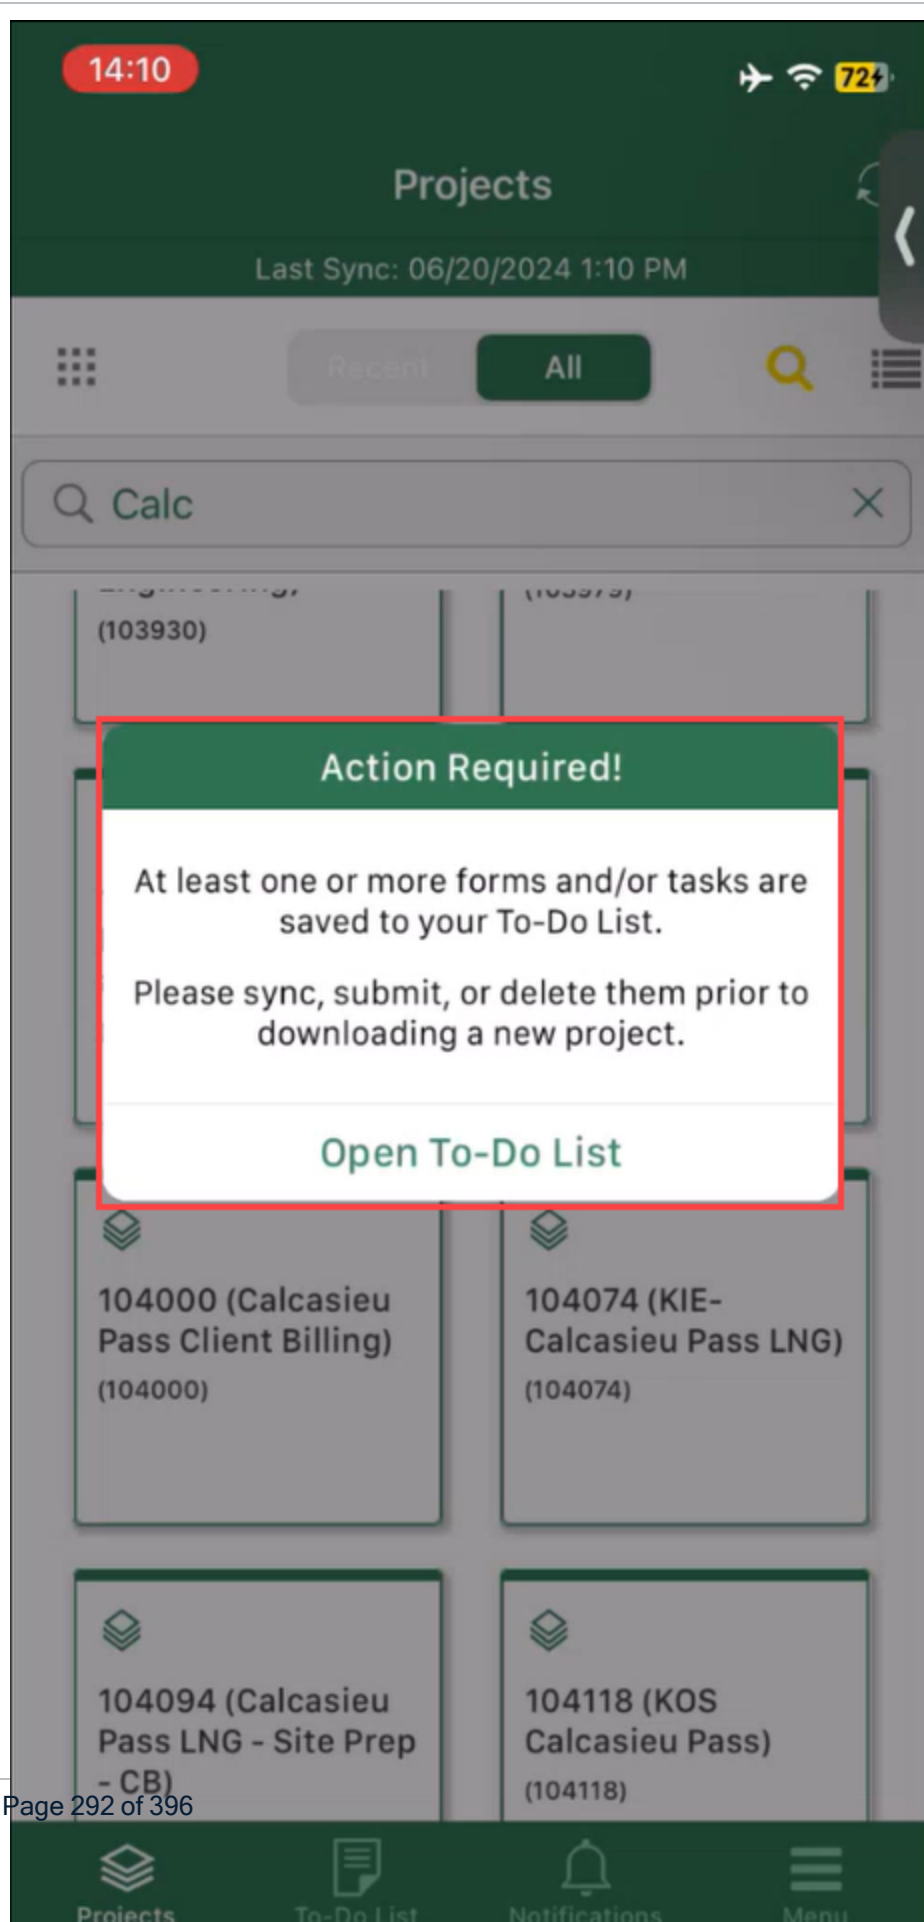 14:10
72
Projects
Last Sync: 06/20/2024 1:10 PM
Recent
All
Calc
(103930)
(103979)
Action Required!
At least one or more forms and/or tasks are
saved to your To-Do List.
Please sync, submit, or delete them prior to
downloading a new project.
Open To-Do List
104000 (Calcasieu
Pass Client Billing)
(104000)
104074 (KIE-
Calcasieu Pass LNG)
(104074)
104094 (Calcasieu
Pass LNG - Site Prep
- CB)
104118 (KOS
Calcasieu Pass)
(104118)
Page 292 of 396
Projects
To-Do List
Notifications
Menu